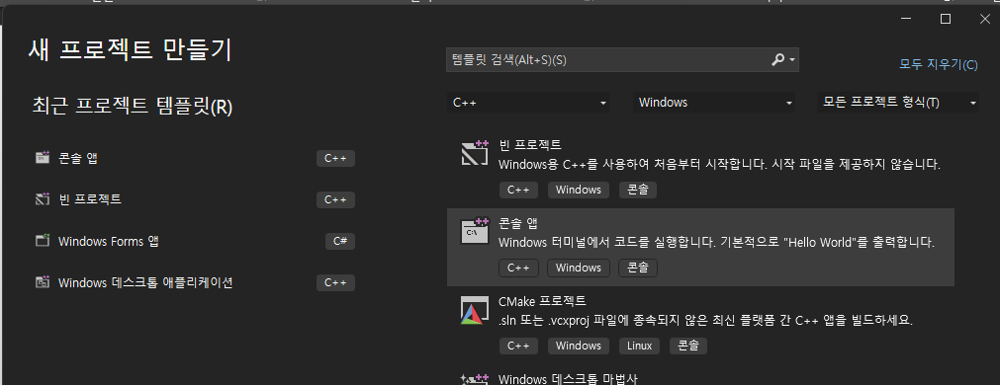 새 프로젝트 만들기
템플릿 검색(Alt+S)(S)
모두 지우기(C)
최근 프로젝트 템플릿(R)
C++
Windows
모든 프로젝트 형식(T)
콘솔 앱 C++
빈 프로젝트 C++
Windows Forms 앱 C#
Windows 데스크톱 애플리케이션 C++
빈 프로젝트
Windows용 C++를 사용하여 처음부터 시작합니다. 시작 파일을 제공하지 않습니다.
C++ Windows 콘솔
콘솔 앱
Windows 터미널에서 코드를 실행합니다. 기본적으로 "Hello World"를 출력합니다.
C++ Windows 콘솔
CMake 프로젝트
.sln 또는 .vcxproj 파일에 종속되지 않은 최신 플랫폼 간 C++ 앱을 빌드하세요.
C++ Windows Linux 콘솔
Windows 데스크톱 마법사